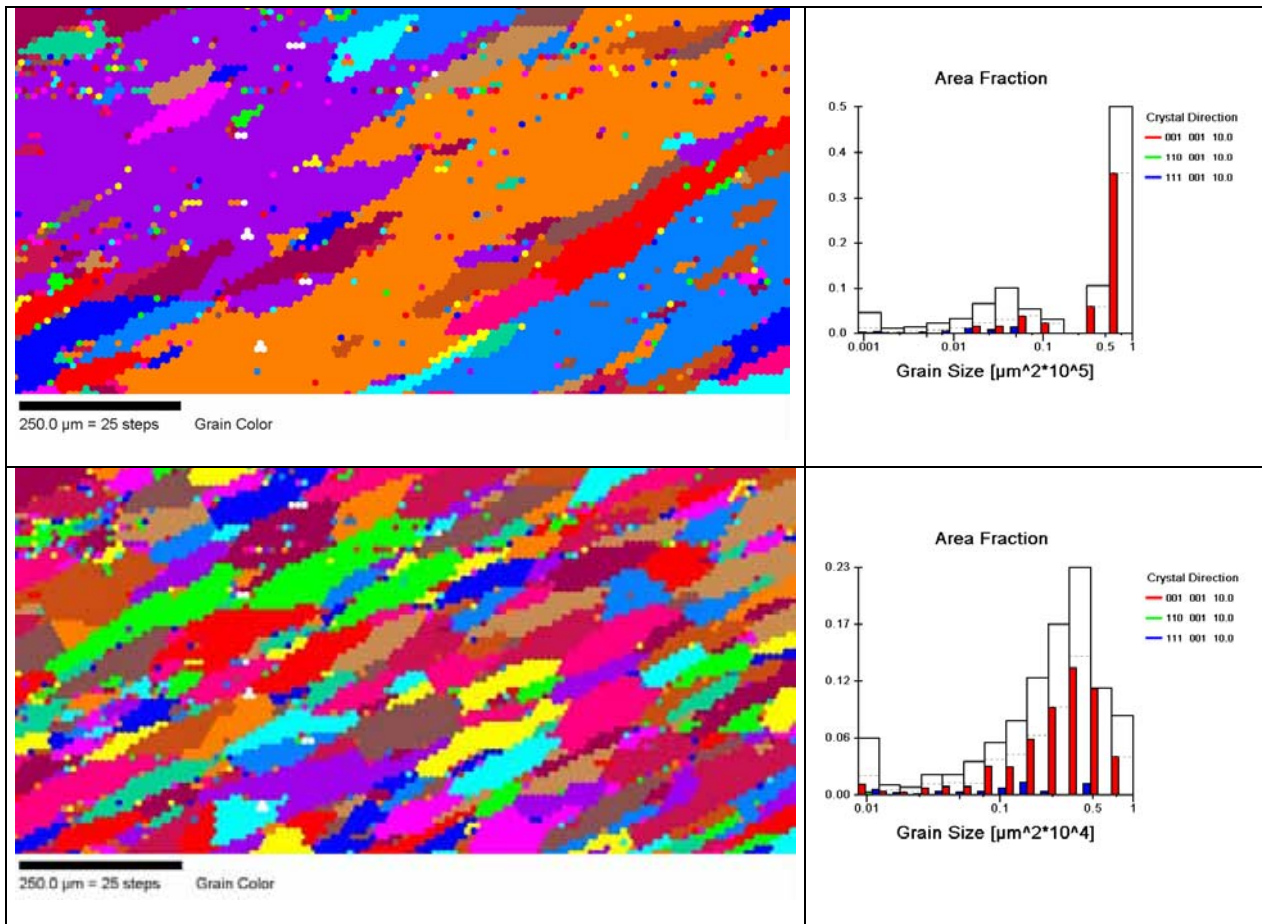 250.0 µm = 25 steps Grain Color
Area Fraction
0.5
0.4
0.3
0.2
0.1
0.0
0.001 0.01 0.1 0.5 1
Grain Size [µm^2*10^5]
Crystal Direction
001 001 10.0
110 001 10.0
111 001 10.0
250.0 µm = 25 steps Grain Color
Area Fraction
0.23
0.17
0.12
0.06
0.00
0.01 0.1 0.5 1
Grain Size [µm^2*10^4]
Crystal Direction
001 001 10.0
110 001 10.0
111 001 10.0